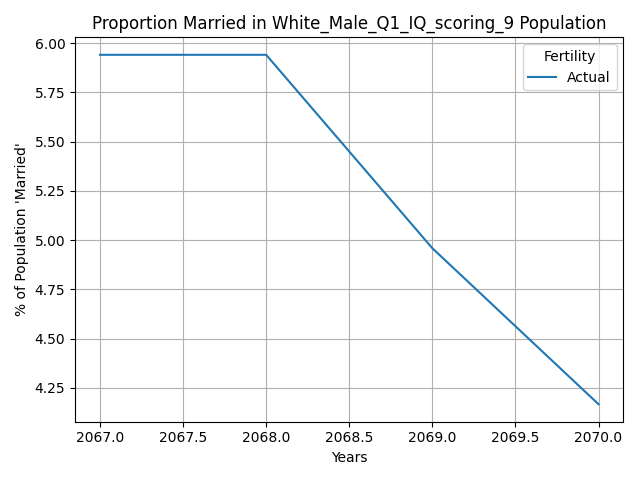 Proportion Married in White_Male_Q1_IQ_scoring_9 Population
% of Population 'Married'
6.00
5.75
5.50
5.25
5.00
4.75
4.50
4.25
Fertility
Actual
2067.0 2067.5 2068.0 2068.5 2069.0 2069.5 2070.0
Years